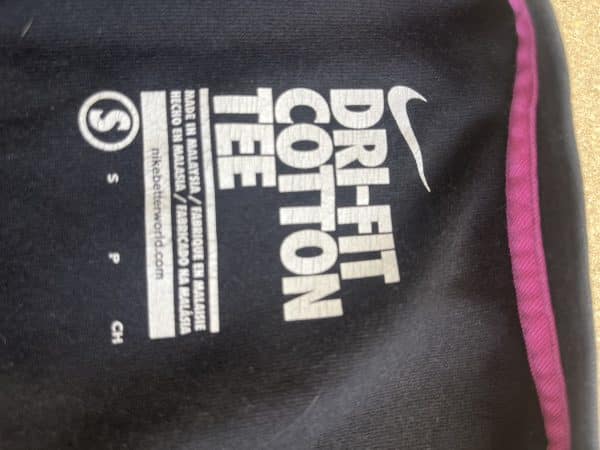 DRI-FIT
COTTON
TEE
MADE IN MALAYSIA / FABRIQUE EN MALAISIE
HECHO EN MALASIA / FABRICADO NA MALÁSIA
nikebetterworld.com
S
S P CH